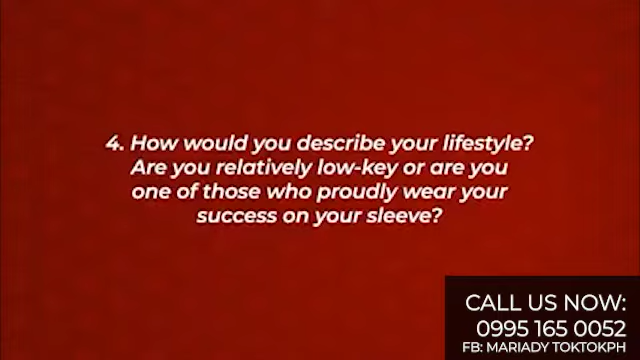 4. How would you describe your lifestyle?
Are you relatively low-key or are you
one of those who proudly wear your
success on your sleeve?
CALL US NOW:
0995 165 0052
FB: MARIADY TOKTOKPH